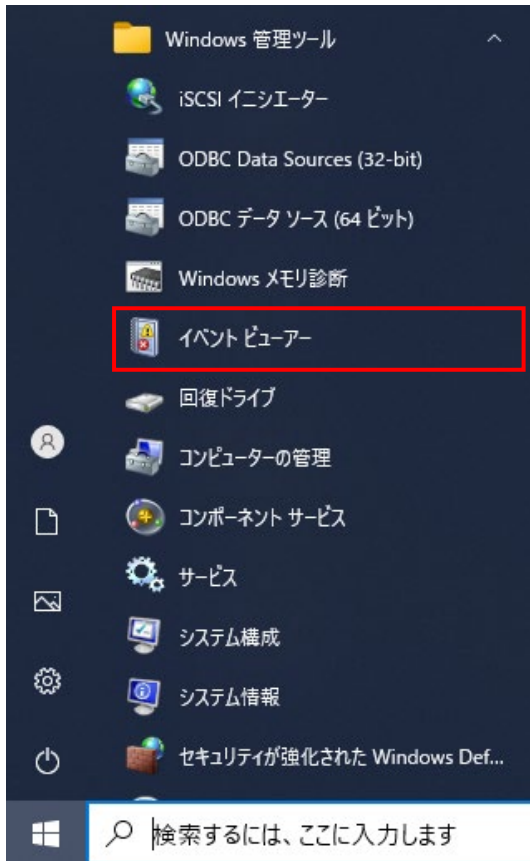 Windows 管理ツール
iSCSI イニシエーター
ODBC Data Sources (32-bit)
ODBC データ ソース (64 ビット)
Windows メモリ診断
イベント ビューアー
回復ドライブ
コンピューターの管理
コンポーネント サービス
サービス
システム構成
システム情報
セキュリティが強化された Windows Def...
検索するには、ここに入力します